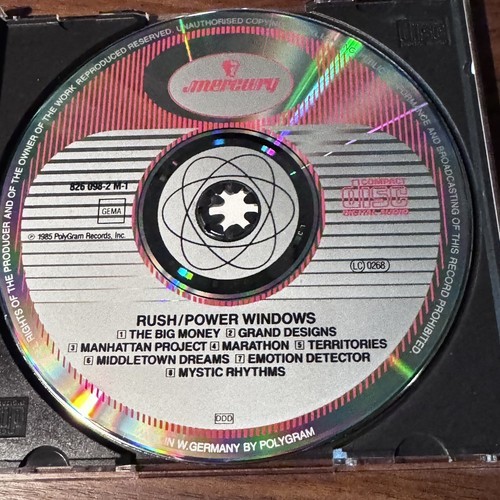 RIGHTS OF THE PRODUCER AND OF THE OWNER OF THE WORK REPRODUCED RESERVED. UNAUTHORISED COPYING,
PERFORMANCE AND BROADCASTING OF THIS RECORD PROHIBITED.
mercury
826 098-2 M-1
GEMA
℗ 1985 PolyGram Records, Inc.
COMPACT
disc
DIGITAL AUDIO
LC 0268
RUSH/POWER WINDOWS
1 THE BIG MONEY 2 GRAND DESIGNS
3 MANHATTAN PROJECT 4 MARATHON 5 TERRITORIES
6 MIDDLETOWN DREAMS 7 EMOTION DETECTOR
8 MYSTIC RHYTHMS
DDD
IN W.GERMANY BY POLYGRAM